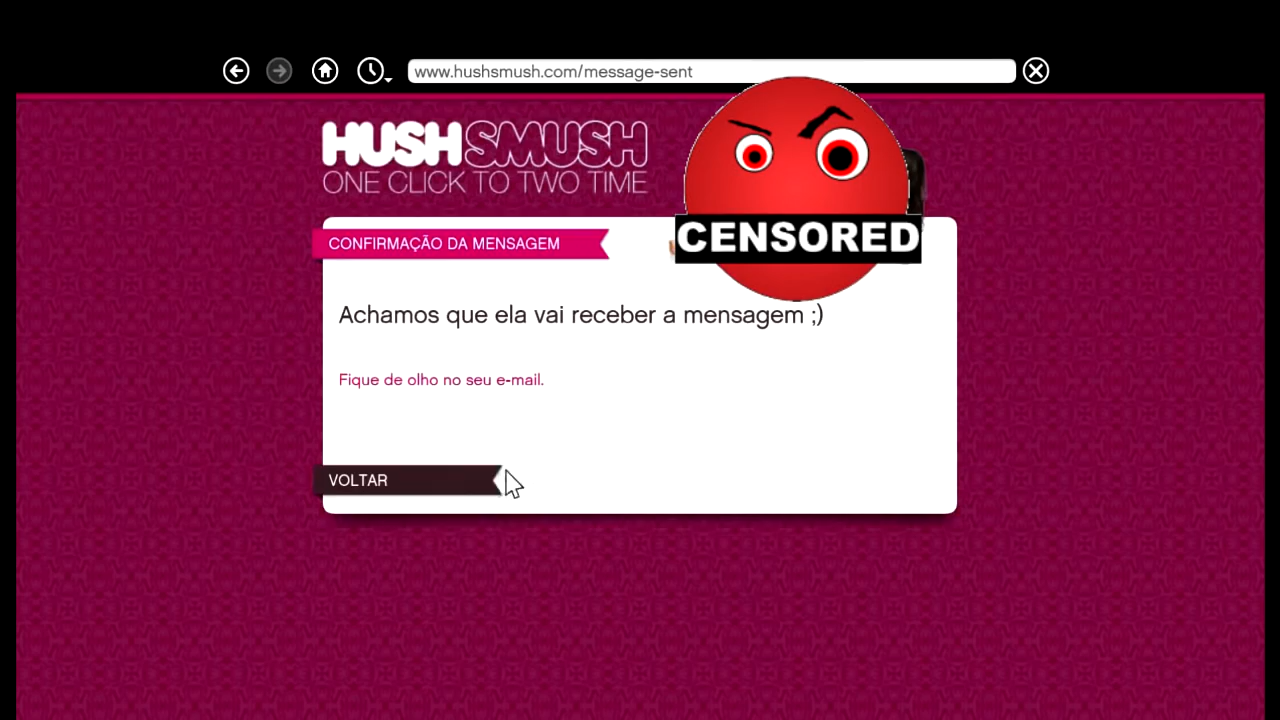 www.hushsmush.com/message-sent
HUSHSMUSH
ONE CLICK TO TWO TIME
CENSORED
CONFIRMAÇÃO DA MENSAGEM
Achamos que ela vai receber a mensagem ;)
Fique de olho no seu e-mail.
VOLTAR